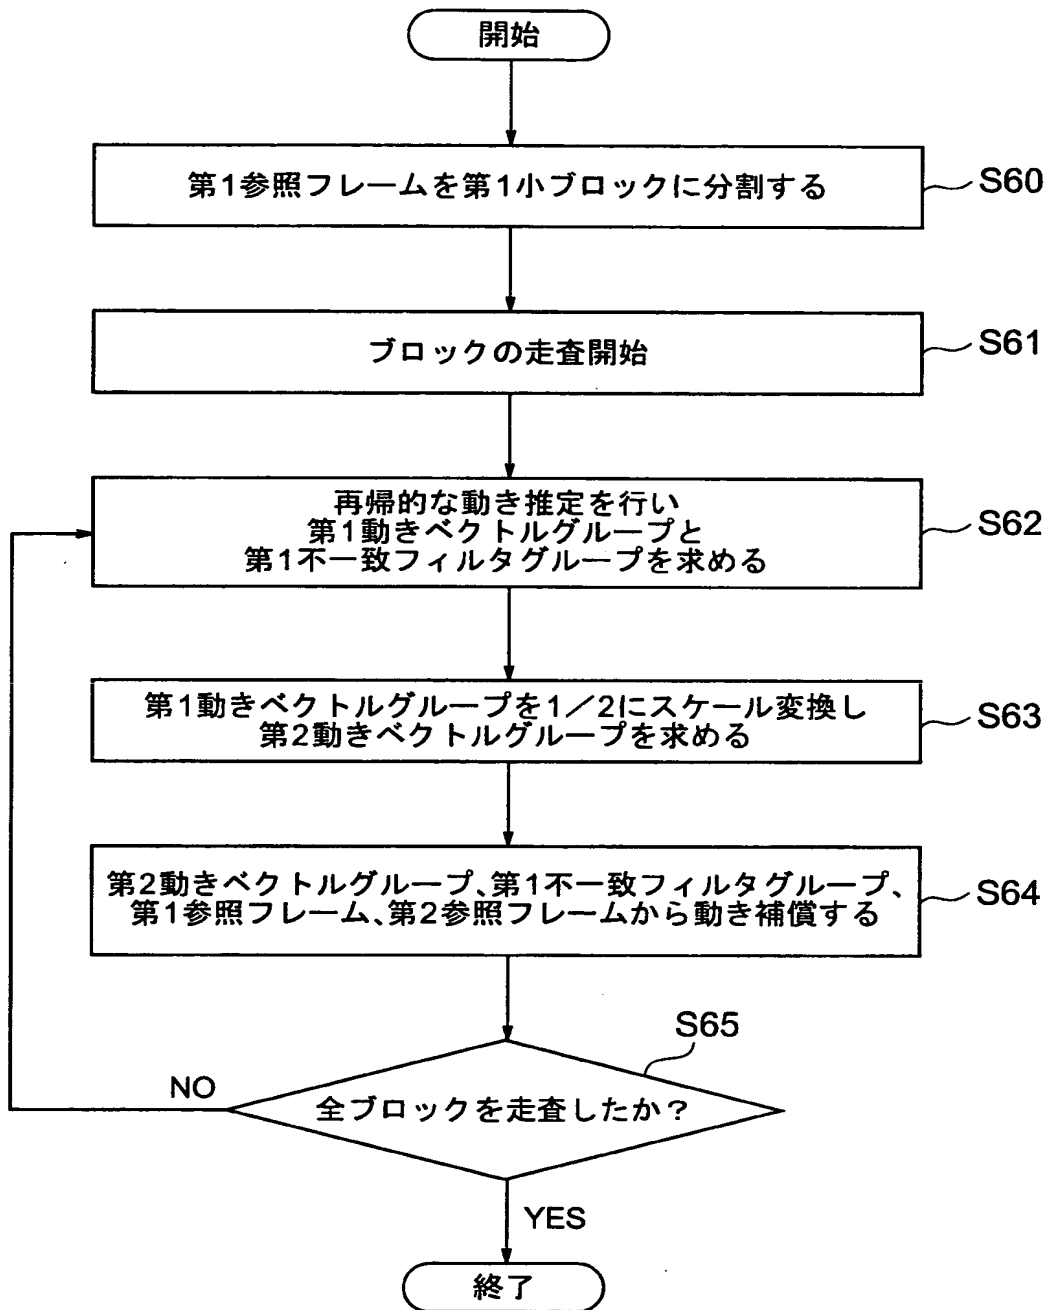 開始
第1参照フレームを第1小ブロックに分割する
S60
ブロックの走査開始
S61
再帰的な動き推定を行い
第1動きベクトルグループと
第1不一致フィルタグループを求める
S62
第1動きベクトルグループを1／2にスケール変換し
第2動きベクトルグループを求める
S63
第2動きベクトルグループ、第1不一致フィルタグループ、
第1参照フレーム、第2参照フレームから動き補償する
S64
S65
NO
全ブロックを走査したか？
YES
終了